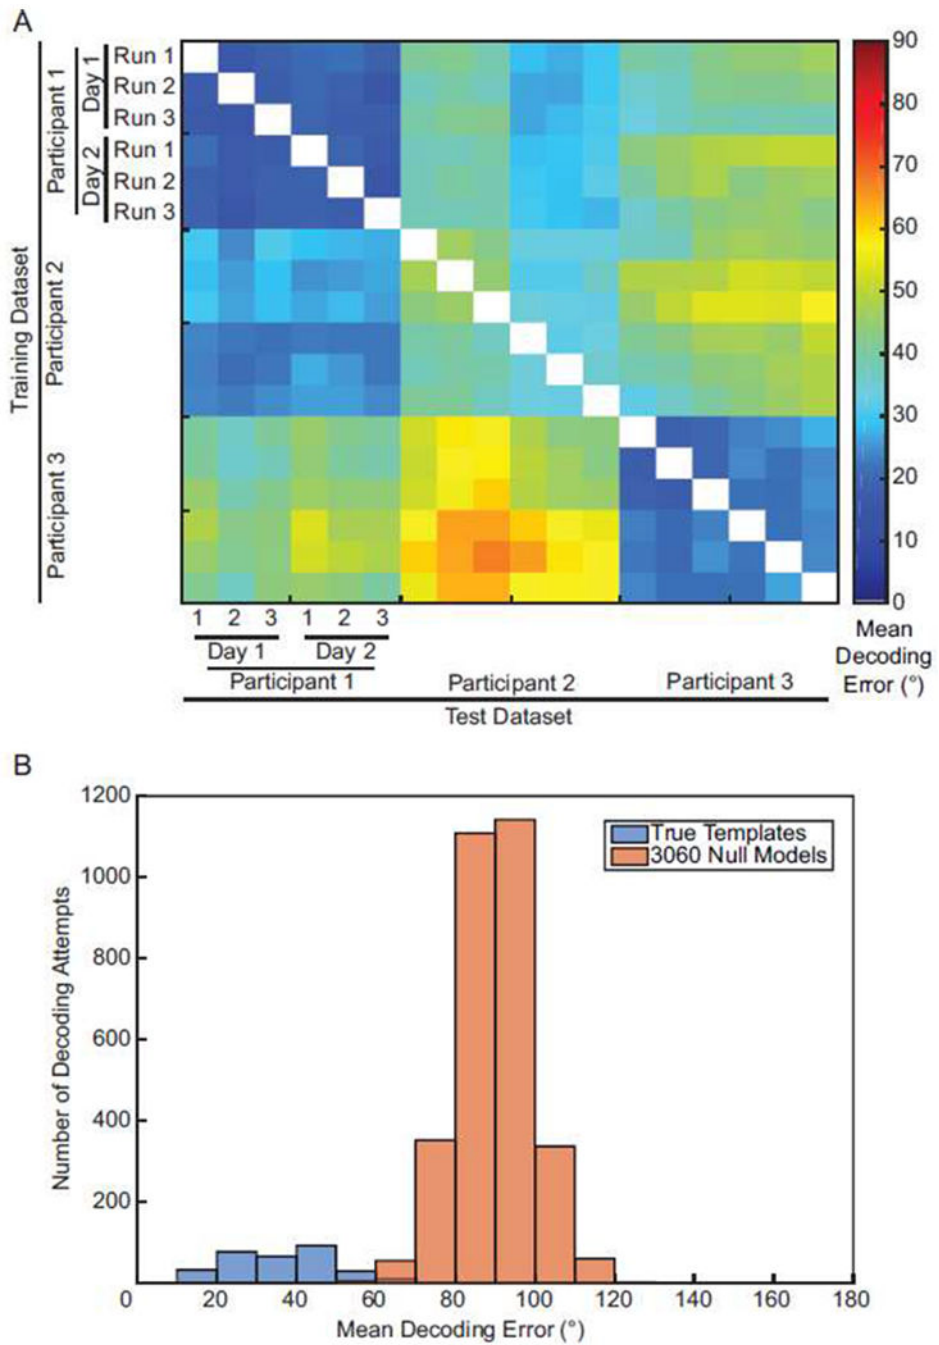 A
Training Dataset
Participant 1
Day 1
Run 1
Run 2
Run 3
Day 2
Run 1
Run 2
Run 3
Participant 2
Participant 3
90
80
70
60
50
40
30
20
10
0
Mean
Decoding
Error (°)
1 2 3 1 2 3
Day 1 Day 2
Participant 1 Participant 2 Participant 3
Test Dataset
B
Number of Decoding Attempts
1200
1000
800
600
400
200
True Templates
3060 Null Models
0 20 40 60 80 100 120 140 160 180
Mean Decoding Error (°)